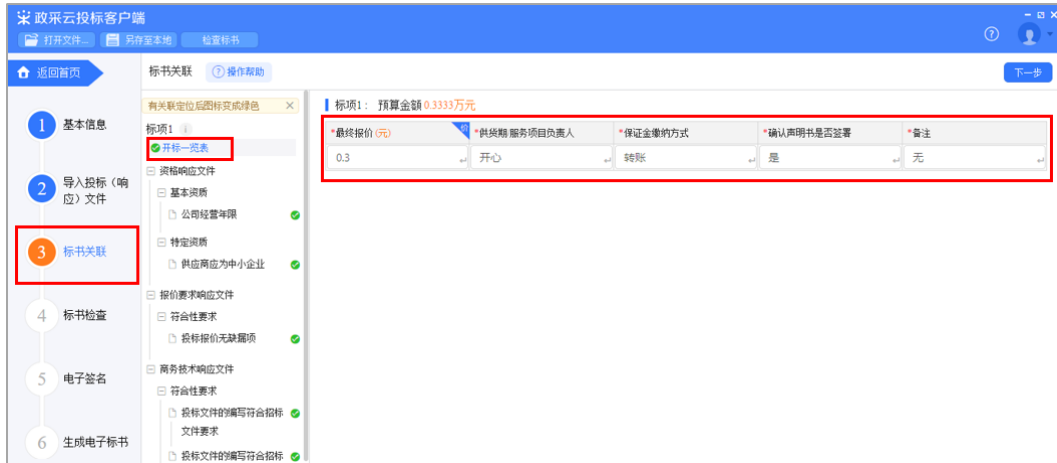 政采云投标客户端
打开文件... 另存至本地 检查标书
返回首页
标书关联 操作帮助
下一步
1 基本信息
2 导入投标（响应）文件
3 标书关联
4 标书检查
5 电子签名
6 生成电子标书
有关联定位后图标变成绿色
标项1
开标一览表
资格响应文件
基本资质
公司经营年限
特定资质
供应商应为中小企业
报价要求响应文件
符合性要求
投标报价无缺漏项
商务技术响应文件
符合性要求
投标文件的编写符合招标
文件要求
投标文件的编写符合招标
标项1： 预算金额 0.3333万元
*最终报价 (元) *供货期 服务项目负责人 *保证金缴纳方式 *确认声明书是否签署 *备注
0.3 开心 转账 是 无